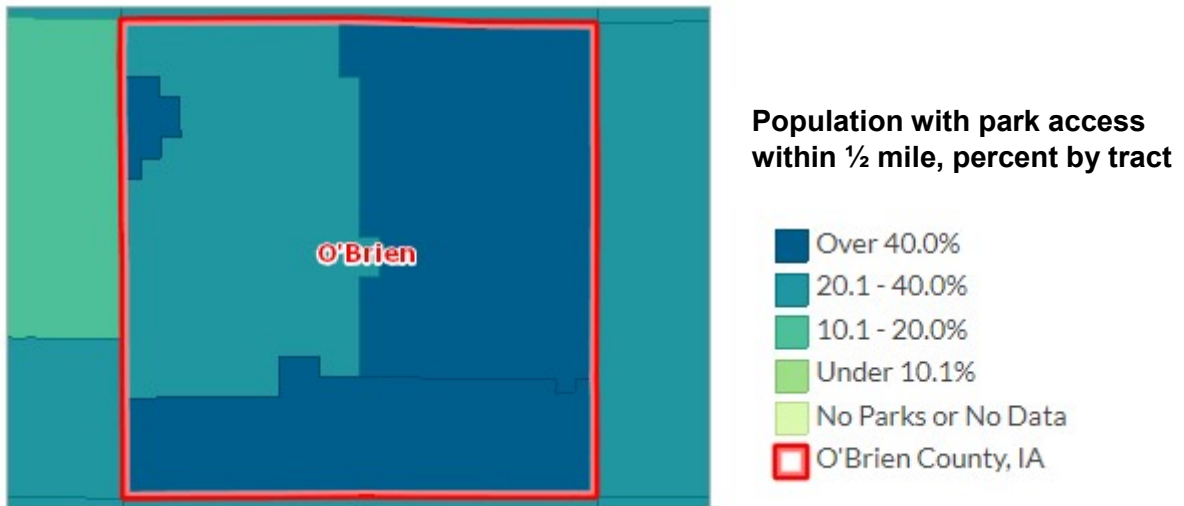 O'Brien
Population with park access
within ½ mile, percent by tract
Over 40.0%
20.1 - 40.0%
10.1 - 20.0%
Under 10.1%
No Parks or No Data
O'Brien County, IA